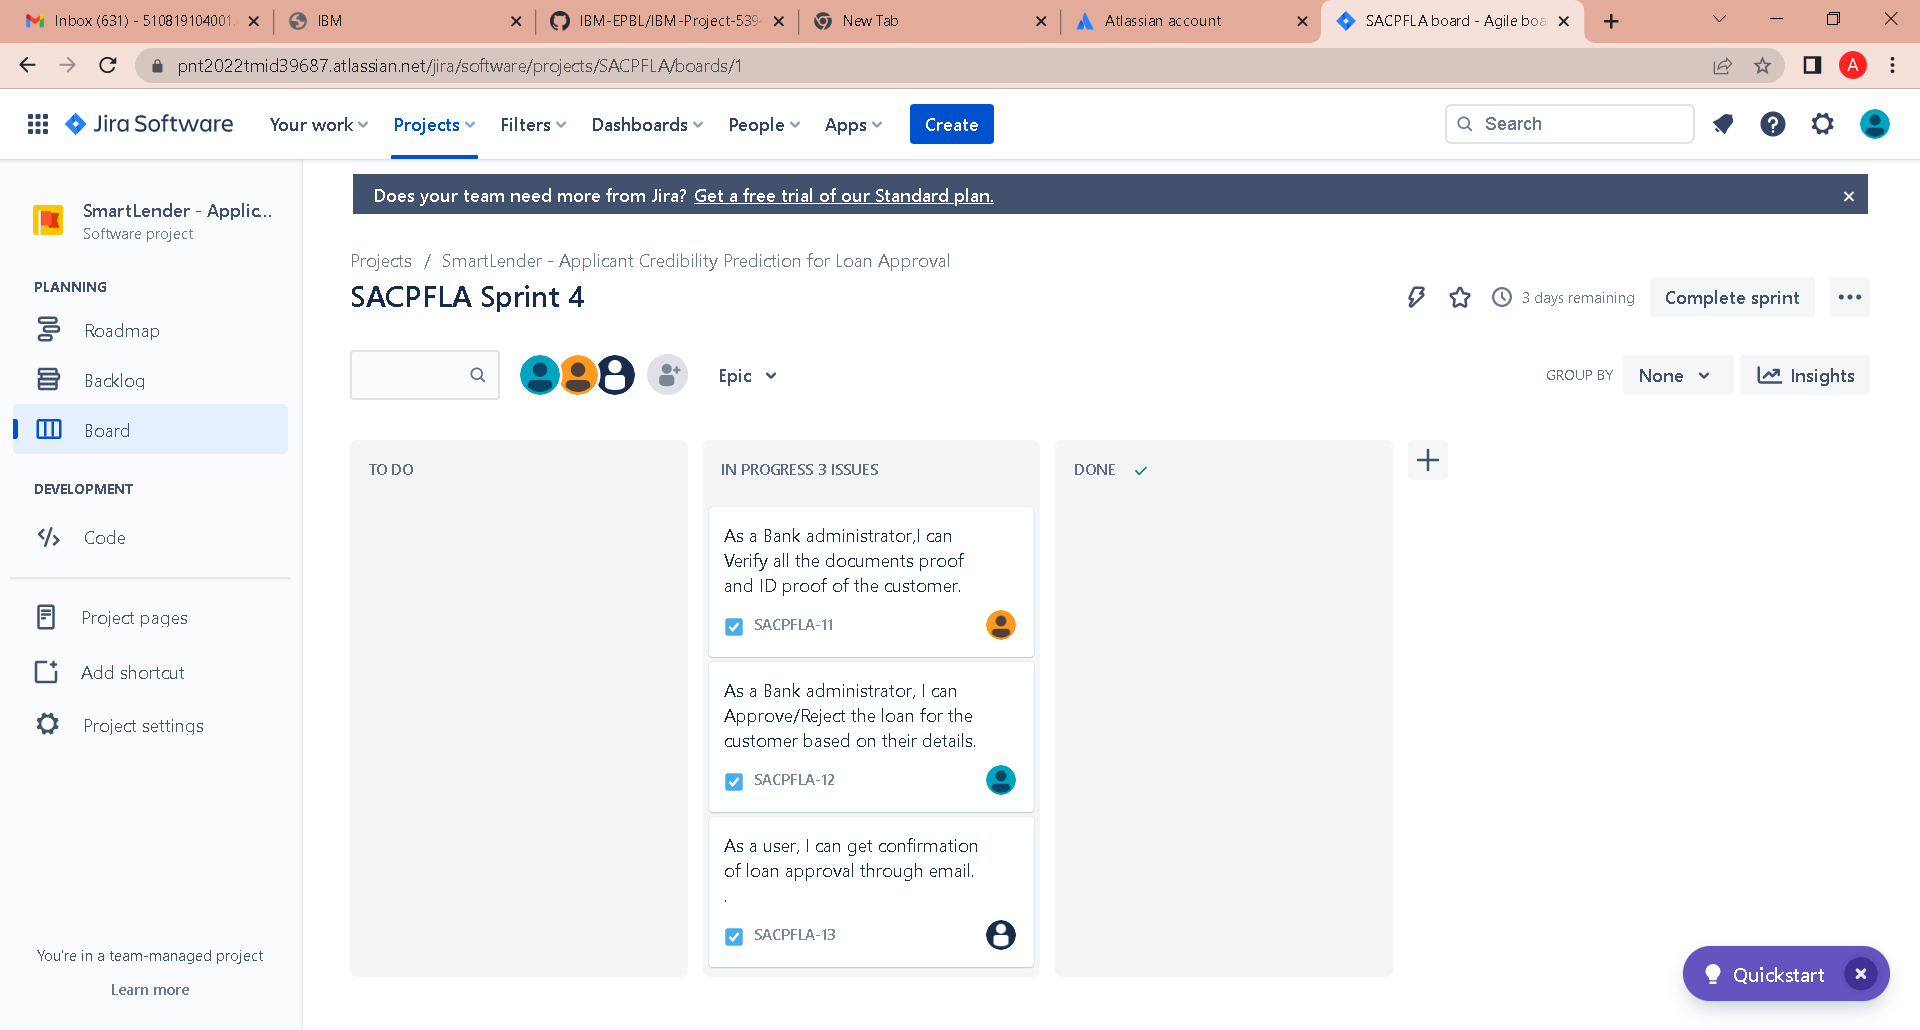 Inbox (631) - 510819104001
IBM
IBM-EPBL/IBM-Project-539
New Tab
Atlassian account
SACPFLA board - Agile boa
pnt2022tmid39687.atlassian.net/jira/software/projects/SACPFLA/boards/1
A
Jira Software
Your work
Projects
Filters
Dashboards
People
Apps
Create
Search
SmartLender - Applic...
Software project
PLANNING
Roadmap
Backlog
Board
DEVELOPMENT
Code
Project pages
Add shortcut
Project settings
You're in a team-managed project
Learn more
Does your team need more from Jira? Get a free trial of our Standard plan.
Projects / SmartLender - Applicant Credibility Prediction for Loan Approval
SACPFLA Sprint 4
3 days remaining
Complete sprint
Epic
GROUP BY
None
Insights
TO DO
IN PROGRESS 3 ISSUES
As a Bank administrator,I can
Verify all the documents proof
and ID proof of the customer.
SACPFLA-11
As a Bank administrator, I can
Approve/Reject the loan for the
customer based on their details.
SACPFLA-12
As a user, I can get confirmation
of loan approval through email.
.
SACPFLA-13
DONE
Quickstart